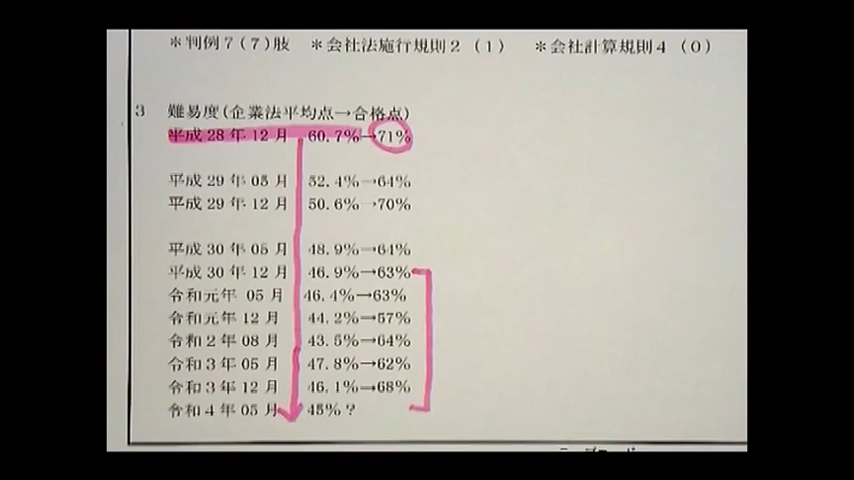 ＊判例7（7）肢　＊会社法施行規則2（1）　＊会社計算規則4（0）
3　難易度（企業法平均点→合格点）
平成28年12月　60.7%→71%
平成29年05月　52.4%→64%
平成29年12月　50.6%→70%
平成30年05月　48.9%→64%
平成30年12月　46.9%→63%
令和元年 05月　46.4%→63%
令和元年12月　44.2%→57%
令和2年08月　43.5%→64%
令和3年05月　47.8%→62%
令和3年12月　46.1%→68%
令和4年05月　45%？